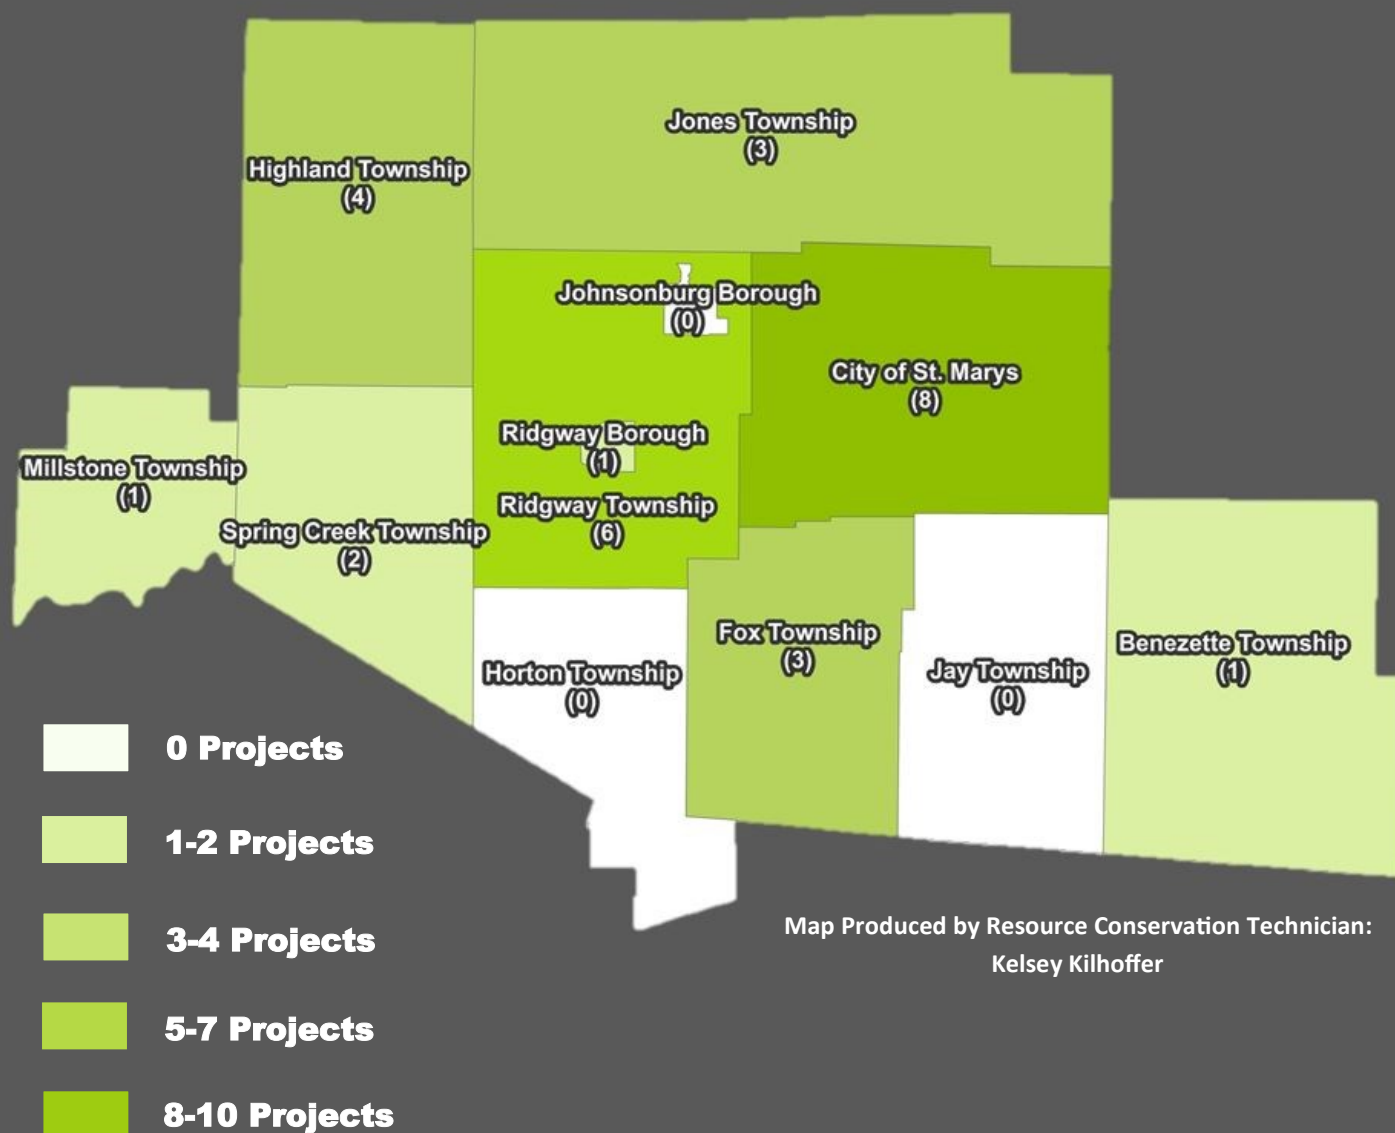 Jones Township
(3)
Highland Township
(4)
Johnsonburg Borough
(0)
City of St. Marys
(8)
Ridgway Borough
(1)
Millstone Township
(1)
Ridgway Township
(6)
Spring Creek Township
(2)
Fox Township
(3)
Benezette Township
(1)
Horton Township
(0)
Jay Township
(0)
0 Projects
1-2 Projects
3-4 Projects
5-7 Projects
8-10 Projects
Map Produced by Resource Conservation Technician:
Kelsey Kilhoffer